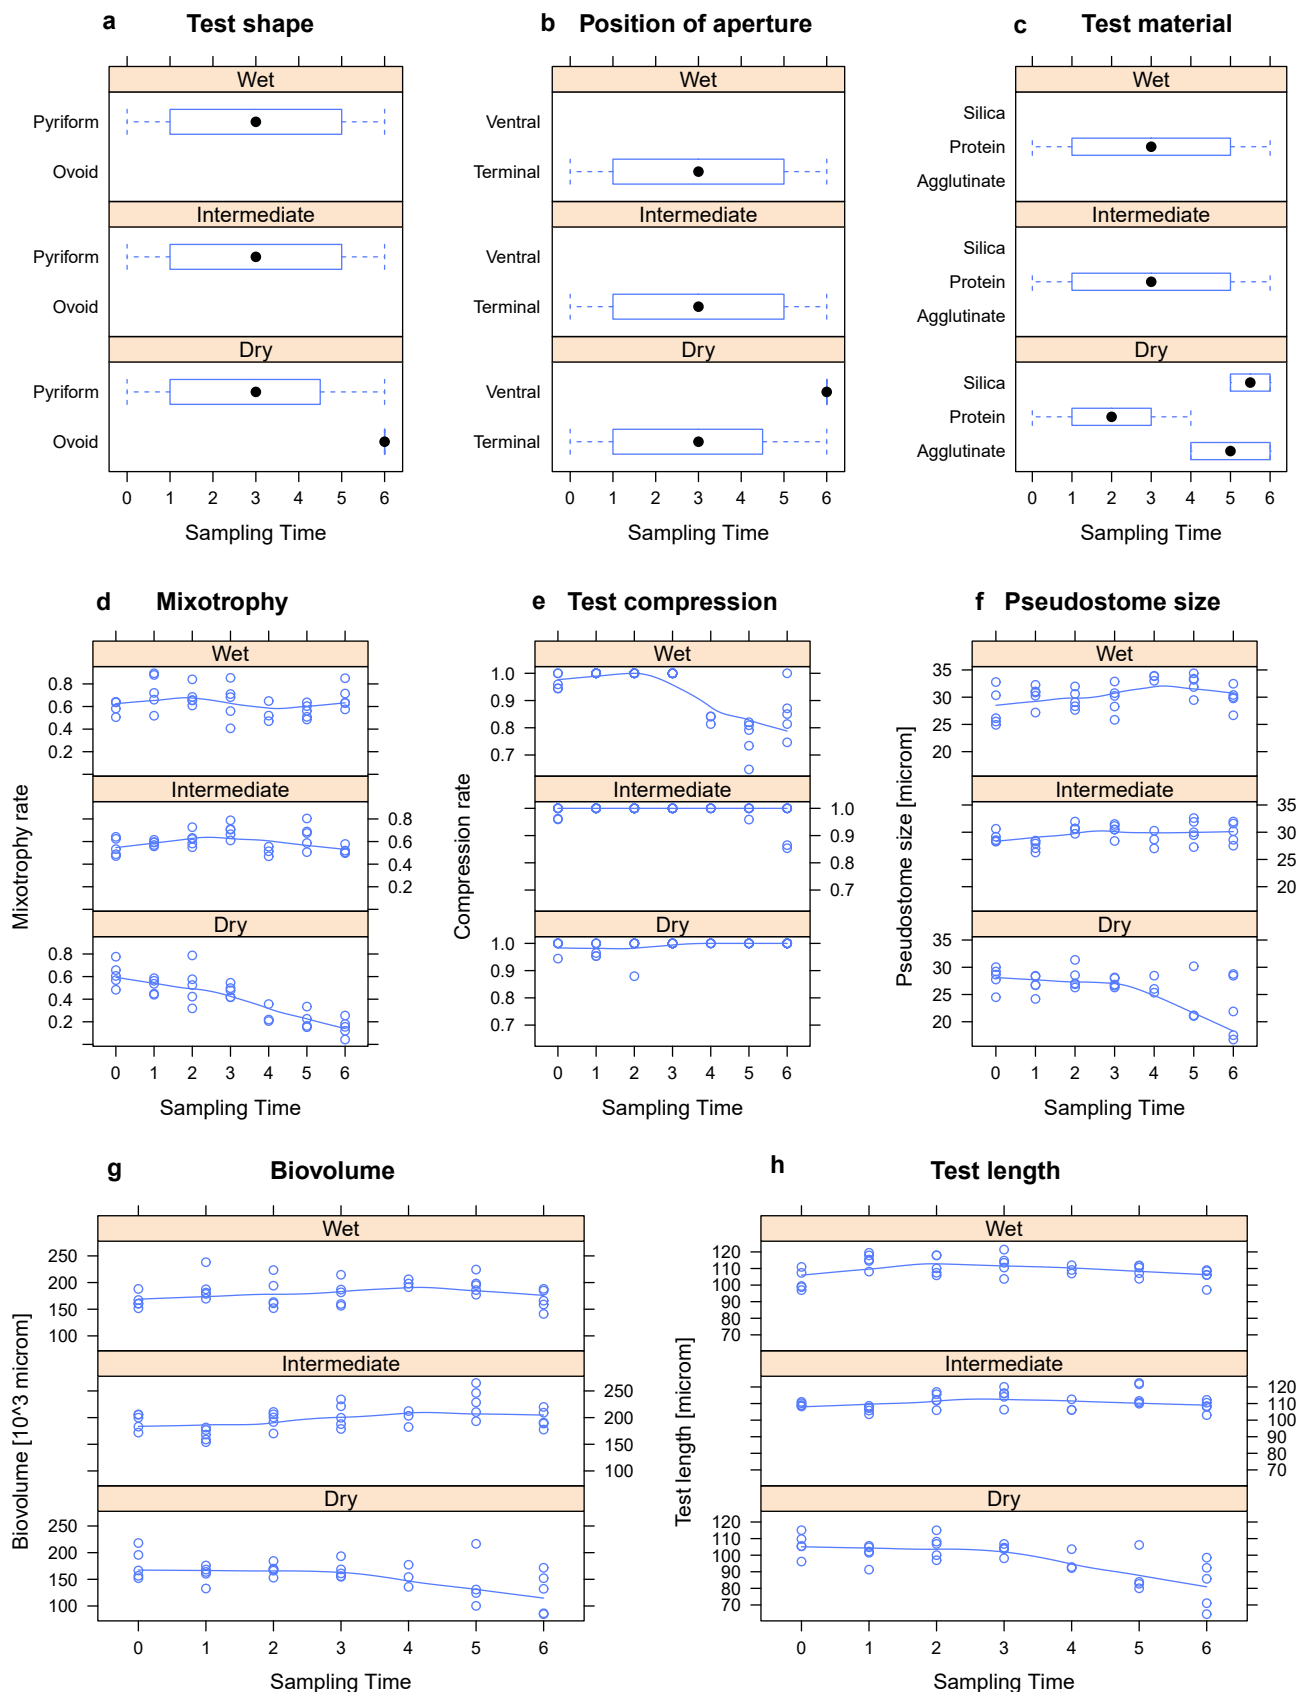 a Test shape
Wet
Pyriform
Ovoid
Intermediate
Pyriform
Ovoid
Dry
Pyriform
Ovoid
0 1 2 3 4 5 6
Sampling Time
b Position of aperture
Wet
Ventral
Terminal
Intermediate
Ventral
Terminal
Dry
Ventral
Terminal
0 1 2 3 4 5 6
Sampling Time
c Test material
Wet
Silica
Protein
Agglutinate
Intermediate
Silica
Protein
Agglutinate
Dry
Silica
Protein
Agglutinate
0 1 2 3 4 5 6
Sampling Time
d Mixotrophy
Mixotrophy rate
Wet
0.8
0.6
0.4
0.2
Intermediate
0.8
0.6
0.4
0.2
Dry
0.8
0.6
0.4
0.2
0 1 2 3 4 5 6
Sampling Time
e Test compression
Compression rate
Wet
1.0
0.9
0.8
0.7
Intermediate
1.0
0.9
0.8
0.7
Dry
1.0
0.9
0.8
0.7
0 1 2 3 4 5 6
Sampling Time
f Pseudostome size
Pseudostome size [microm]
Wet
35
30
25
20
Intermediate
35
30
25
20
Dry
35
30
25
20
0 1 2 3 4 5 6
Sampling Time
g Biovolume
Biovolume [10^3 microm]
Wet
250
200
150
100
Intermediate
250
200
150
100
Dry
250
200
150
100
0 1 2 3 4 5 6
Sampling Time
h Test length
Test length [microm]
Wet
120
110
100
90
80
70
Intermediate
120
110
100
90
80
70
Dry
120
110
100
90
80
70
0 1 2 3 4 5 6
Sampling Time